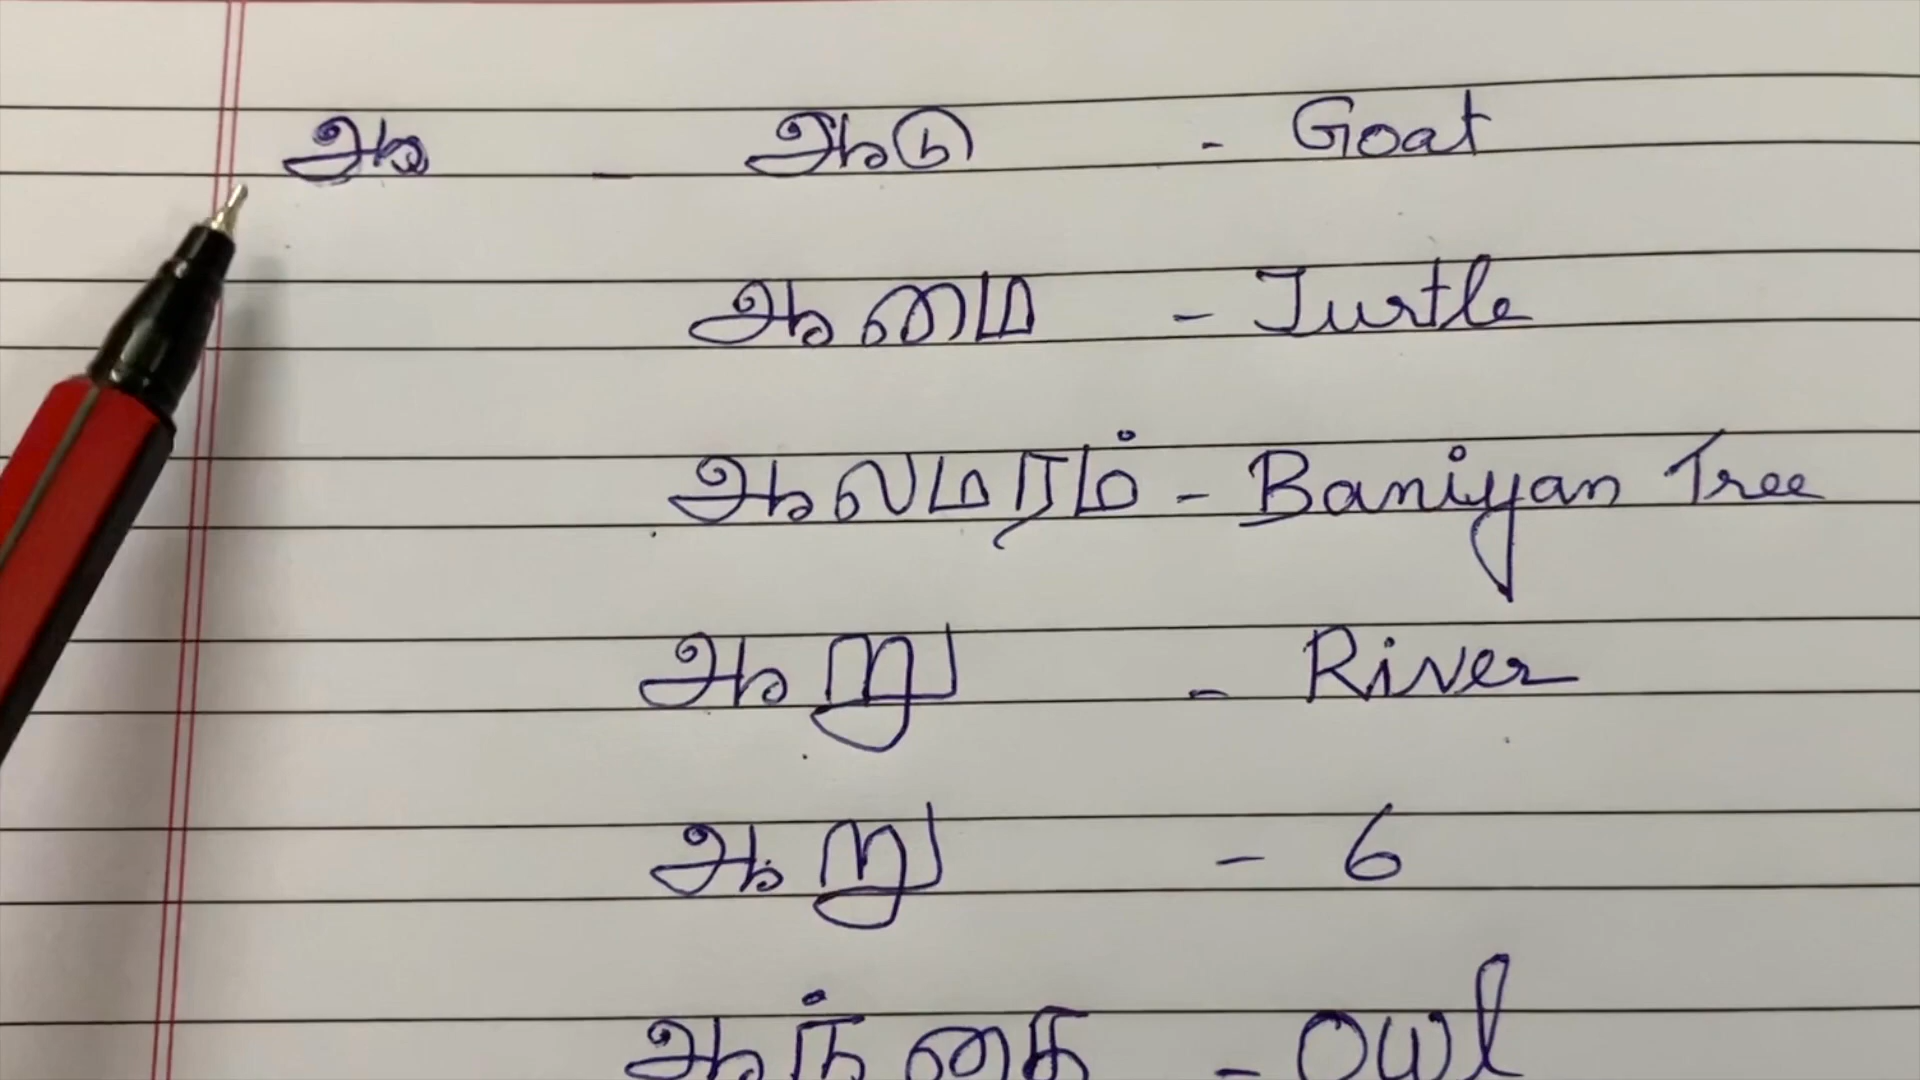 ஆ - ஆடு - Goat
ஆமை - Turtle
ஆலமரம் - Baniyan Tree
ஆறு - River
ஆறு - 6
ஆந்தை - Owl